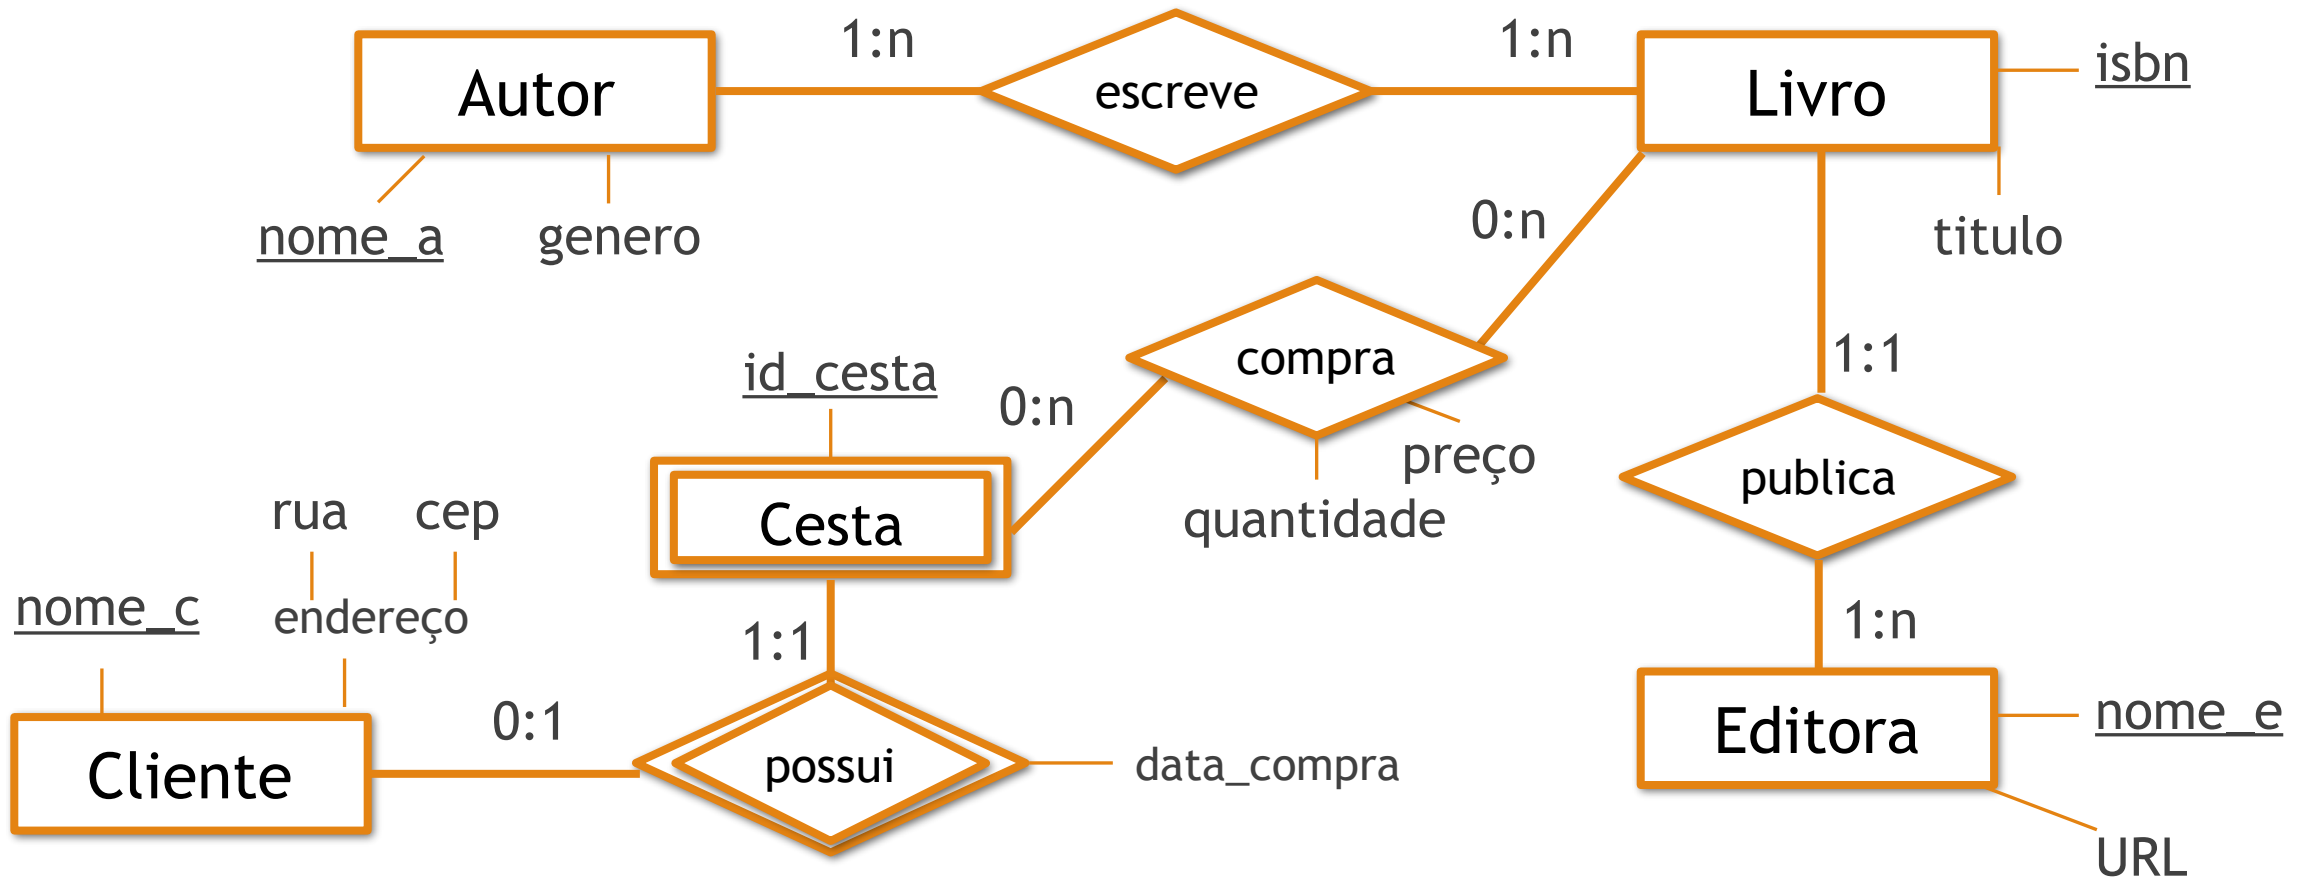 1:n
1:n
Autor
escreve
Livro
isbn
nome_a
genero
0:n
titulo
compra
1:1
id_cesta
0:n
preço
publica
quantidade
Cesta
rua
cep
nome_c
endereço
1:1
1:n
0:1
possui
data_compra
Cliente
Editora
nome_e
URL